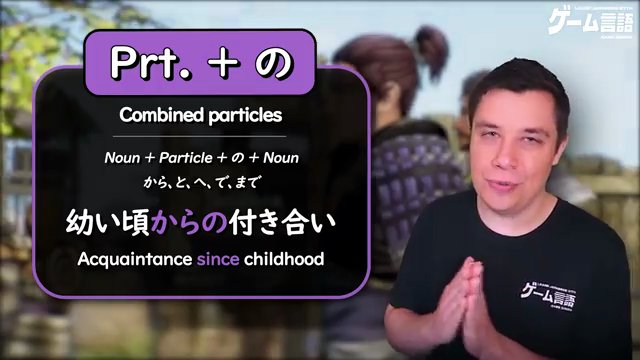 ゲーム言語
Prt. + の
Combined particles
Noun + Particle + の + Noun
から、と、へ、で、まで
幼い頃からの付き合い
Acquaintance since childhood
ゲーム言語